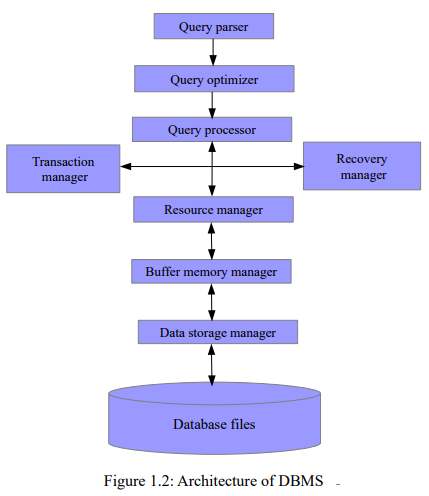 Query parser
Query optimizer
Query processor
Transaction
manager
Recovery
manager
Resource manager
Buffer memory manager
Data storage manager
Database files
Figure 1.2: Architecture of DBMS